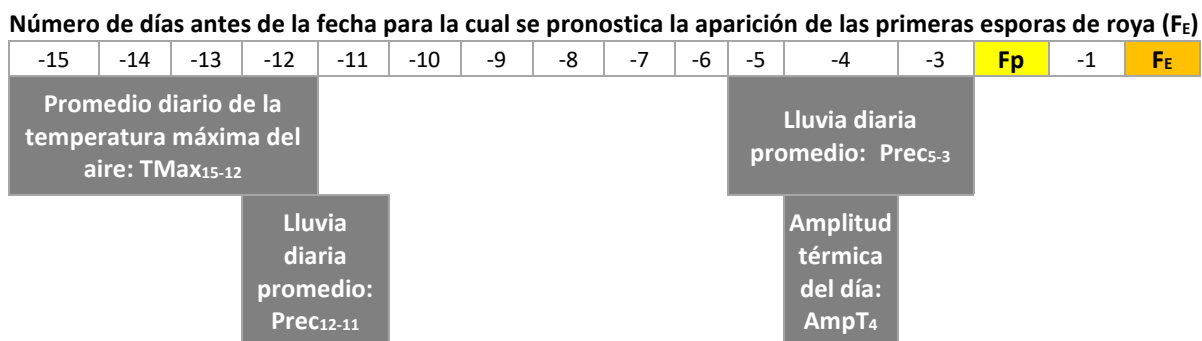 Número de días antes de la fecha para la cual se pronostica la aparición de las primeras esporas de roya (FE)
-15 -14 -13 -12 -11 -10 -9 -8 -7 -6 -5 -4 -3 Fp -1 FE
Promedio diario de la
temperatura máxima del
aire: TMax15-12
Lluvia diaria
promedio: Prec5-3
Lluvia
diaria
promedio:
Prec12-11
Amplitud
térmica
del día:
AmpT4